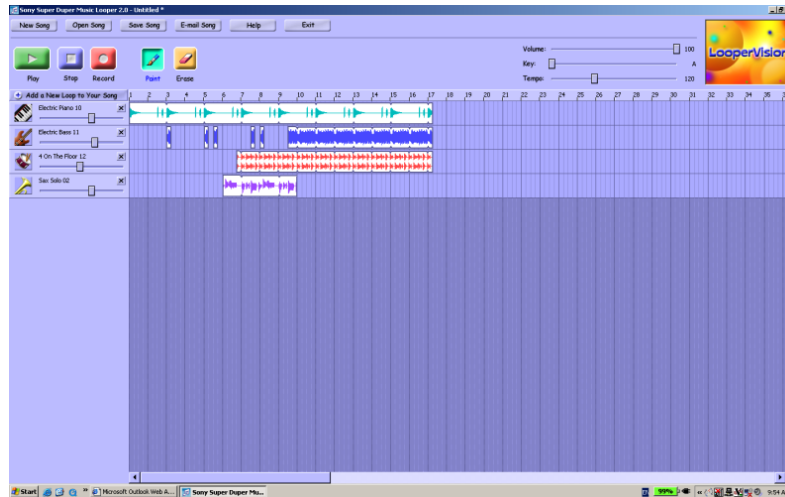 Sony Super Duper Music Looper 2.0 - Untitled *
New Song Open Song Save Song E-mail Song Help Exit
Volume: 100
Key: A
Tempo: 120
LooperVision
Play Stop Record Paint Erase
Add a New Loop to Your Song 1 2 3 4 5 6 7 8 9 10 11 12 13 14 15 16 17 18 19 20 21 22 23 24 25 26 27 28 29 30 31 32 33 34 35
Electric Piano 10
Electric Bass 11
4 On The Floor 12
Sax Solo 02
Start Microsoft Outlook Web A... Sony Super Duper Mu... 99% 9:54 A